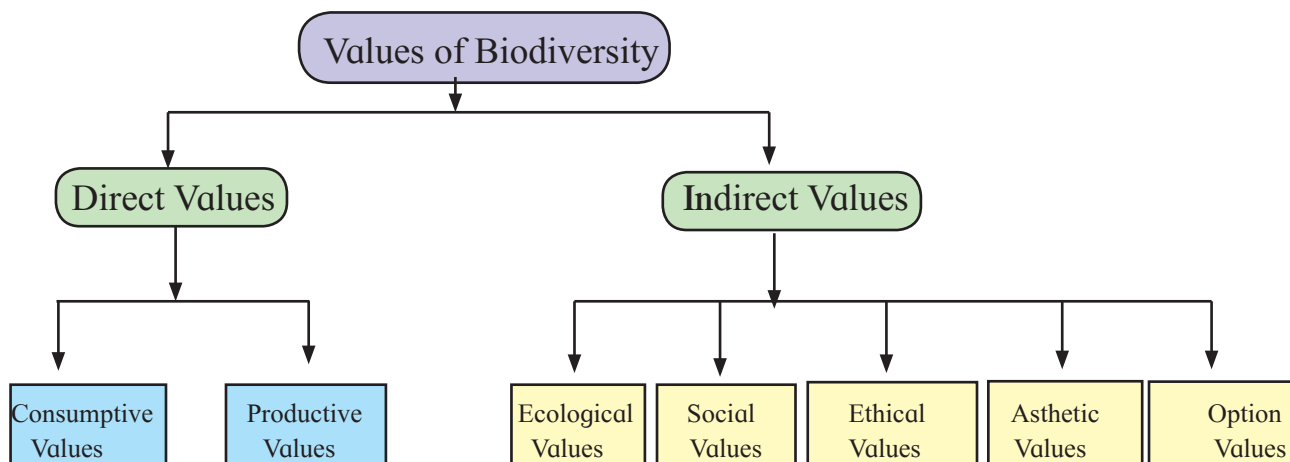 Values of Biodiversity
Direct Values
Indirect Values
Consumptive
Values
Productive
Values
Ecological
Values
Social
Values
Ethical
Values
Asthetic
Values
Option
Values